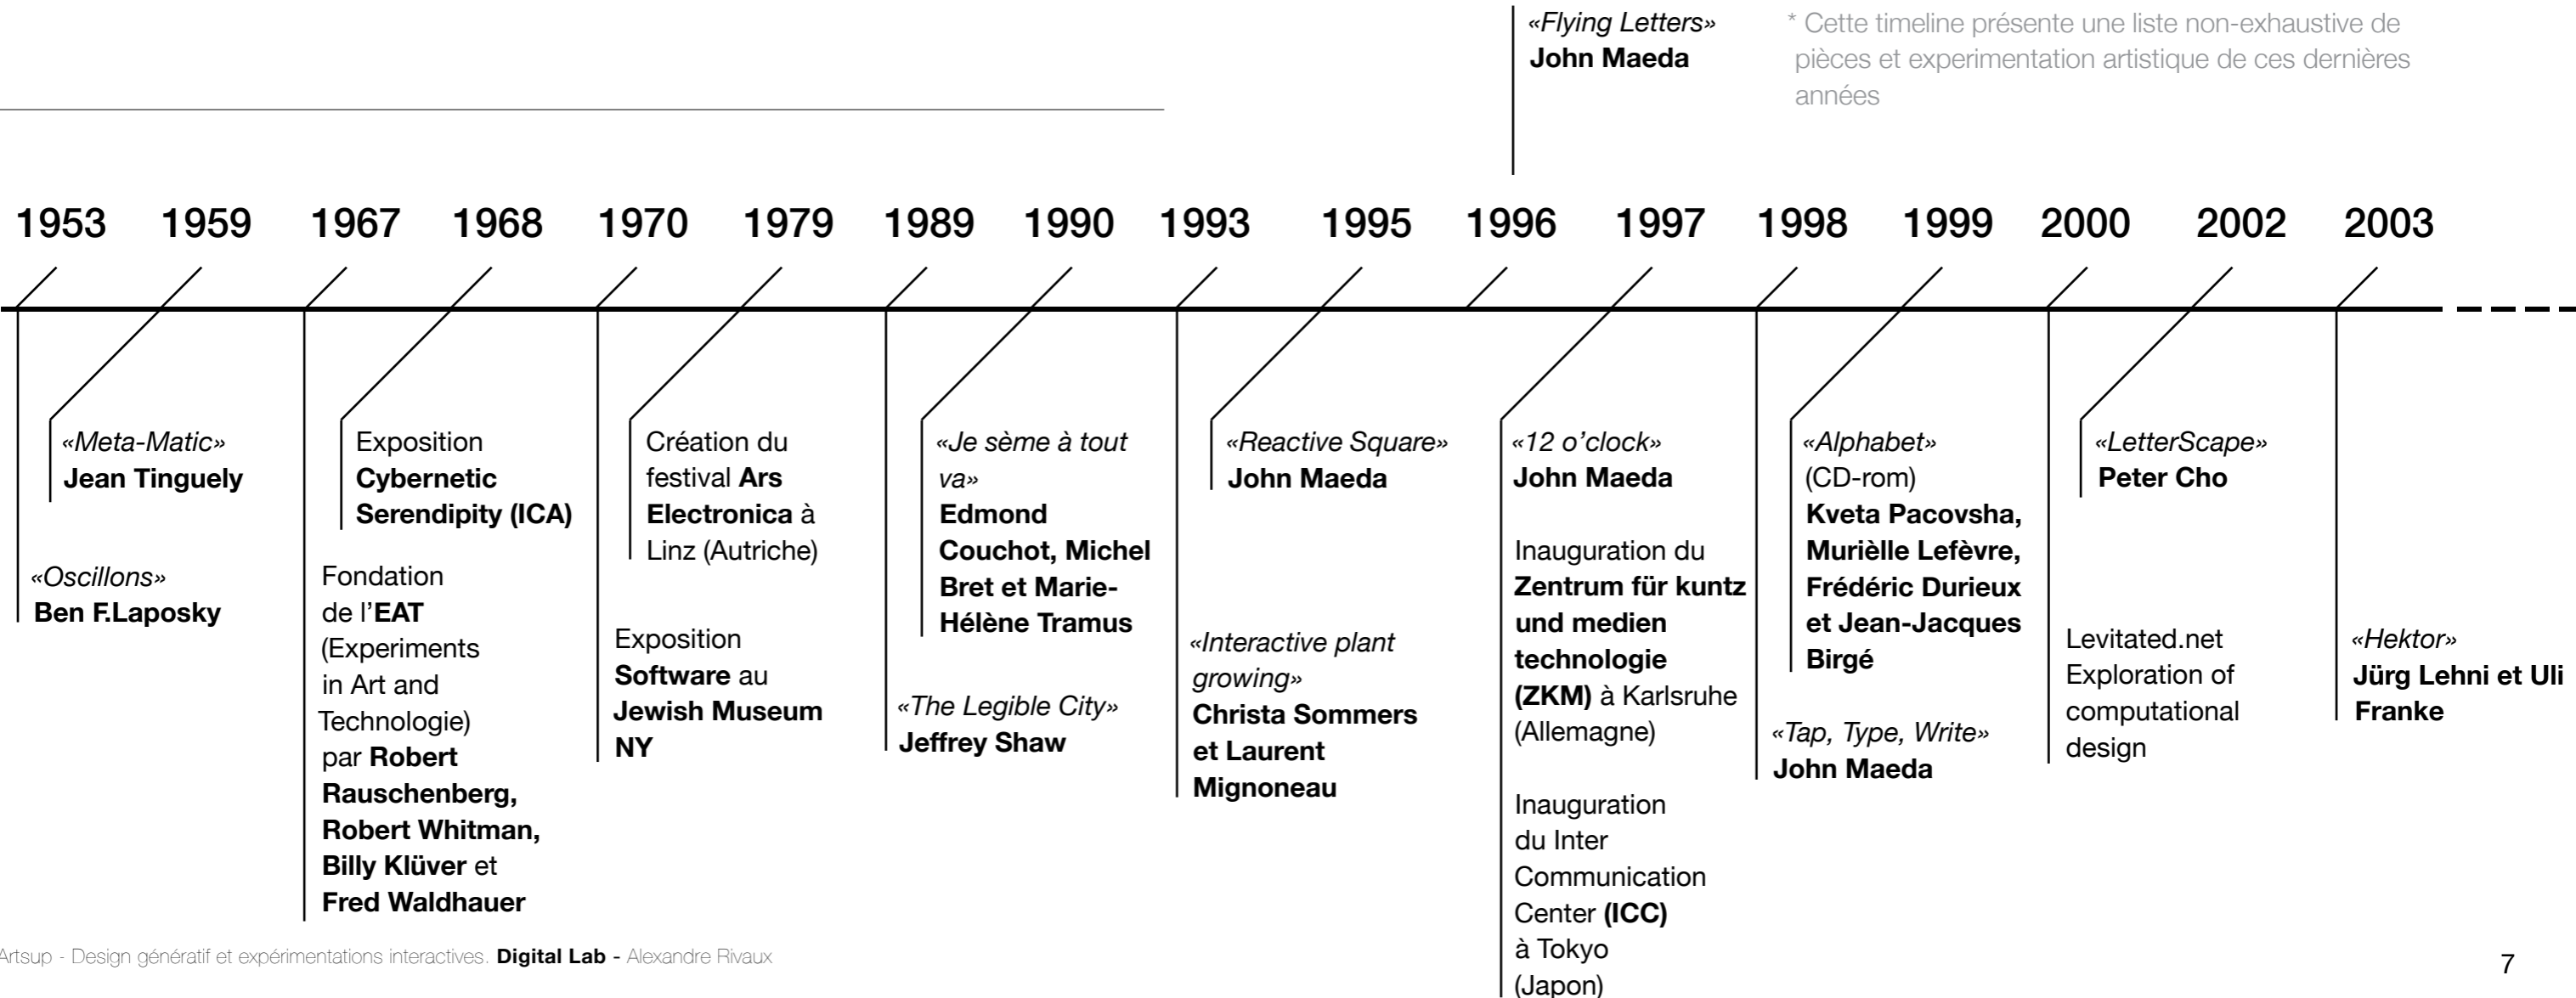 «Flying Letters»
John Maeda
* Cette timeline présente une liste non-exhaustive de
pièces et experimentation artistique de ces dernières
années
1953 1959 1967 1968 1970 1979 1989 1990 1993 1995 1996 1997 1998 1999 2000 2002 2003
«Oscillons»
Ben F.Laposky
«Meta-Matic»
Jean Tinguely
Fondation
de l'EAT
(Experiments
in Art and
Technologie)
par Robert
Rauschenberg,
Robert Whitman,
Billy Klüver et
Fred Waldhauer
Exposition
Cybernetic
Serendipity (ICA)
Exposition
Software au
Jewish Museum
NY
Création du
festival Ars
Electronica à
Linz (Autriche)
«The Legible City»
Jeffrey Shaw
«Je sème à tout
va»
Edmond
Couchot, Michel
Bret et Marie-
Hélène Tramus
«Interactive plant
growing»
Christa Sommers
et Laurent
Mignoneau
«Reactive Square»
John Maeda
«12 o'clock»
John Maeda
Inauguration du
Zentrum für kuntz
und medien
technologie
(ZKM) à Karlsruhe
(Allemagne)
Inauguration
du Inter
Communication
Center (ICC)
à Tokyo
(Japon)
«Tap, Type, Write»
John Maeda
«Alphabet»
(CD-rom)
Kveta Pacovsha,
Murièlle Lefèvre,
Frédéric Durieux
et Jean-Jacques
Birgé
Levitated.net
Exploration of
computational
design
«LetterScape»
Peter Cho
«Hektor»
Jürg Lehni et Uli
Franke
Artsup - Design génératif et expérimentations interactives. Digital Lab - Alexandre Rivaux
7